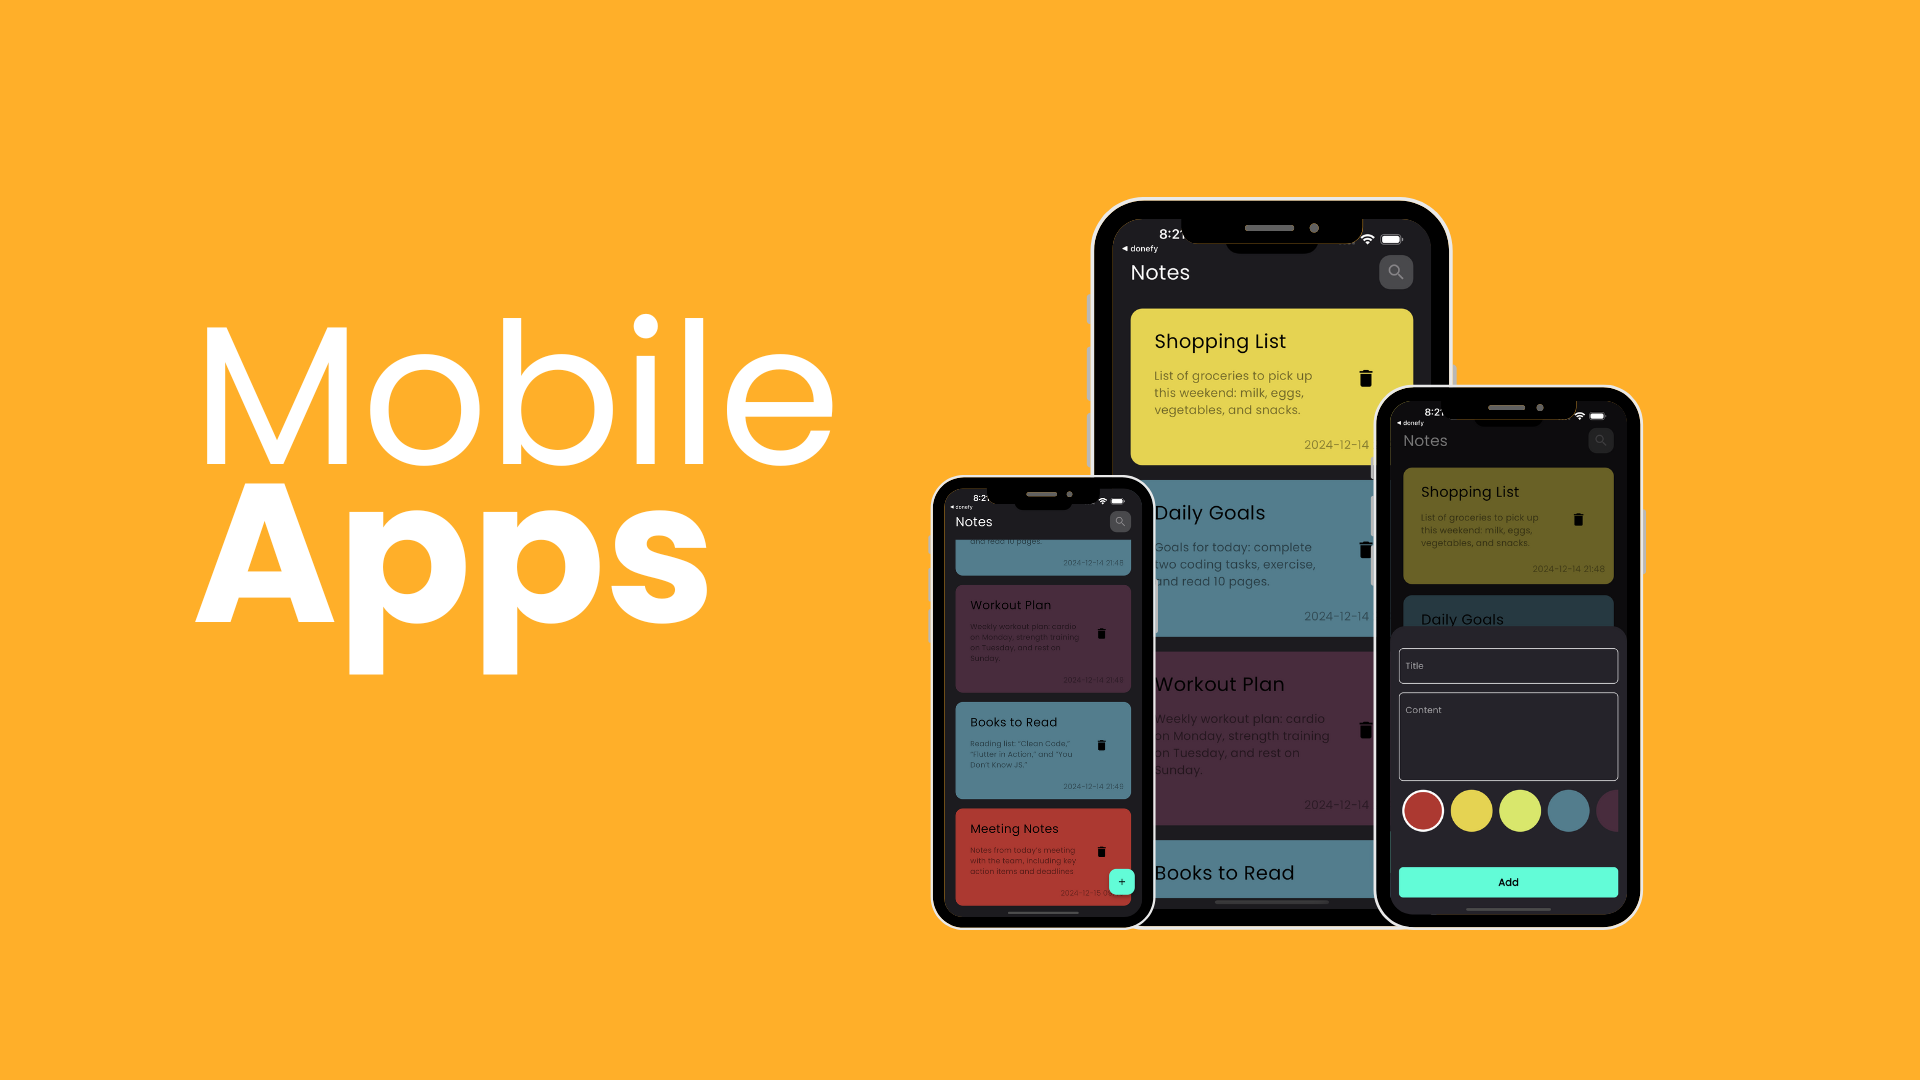 Mobile
Apps
8:21
◀ donefy
Notes
Shopping List
List of groceries to pick up
this weekend: milk, eggs,
vegetables, and snacks.
2024-12-14
Daily Goals
Goals for today: complete
two coding tasks, exercise,
and read 10 pages.
2024-12-14
Workout Plan
Weekly workout plan: cardio
on Monday, strength training
on Tuesday, and rest on
Sunday.
2024-12-14
Books to Read
8:21
◀ donefy
Notes
and read 10 pages.
2024-12-14 21:48
Workout Plan
Weekly workout plan: cardio
on Monday, strength training
on Tuesday, and rest on
Sunday.
2024-12-14 21:48
Books to Read
Reading list: "Clean Code,"
"Flutter in Action," and "You
Don't Know JS."
2024-12-14 21:48
Meeting Notes
Notes from today's meeting
with the team, including key
action items and deadlines
2024-12-15
+
8:21
◀ donefy
Notes
Shopping List
List of groceries to pick up
this weekend: milk, eggs,
vegetables, and snacks.
2024-12-14 21:48
Daily Goals
Title
Content
Add